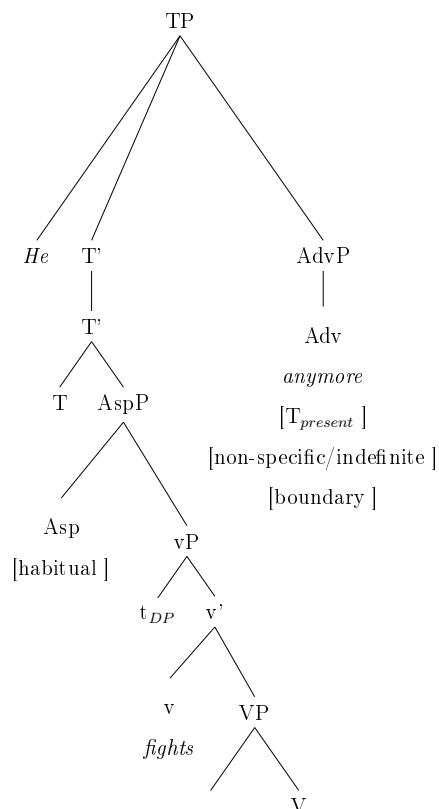 TP
He T' AdvP
T'
Adv
anymore
T AspP
[T_present ]
[non-specific/indefinite ]
[boundary ]
Asp
[habitual ]
vP
t_DP v'
v VP
fights
V